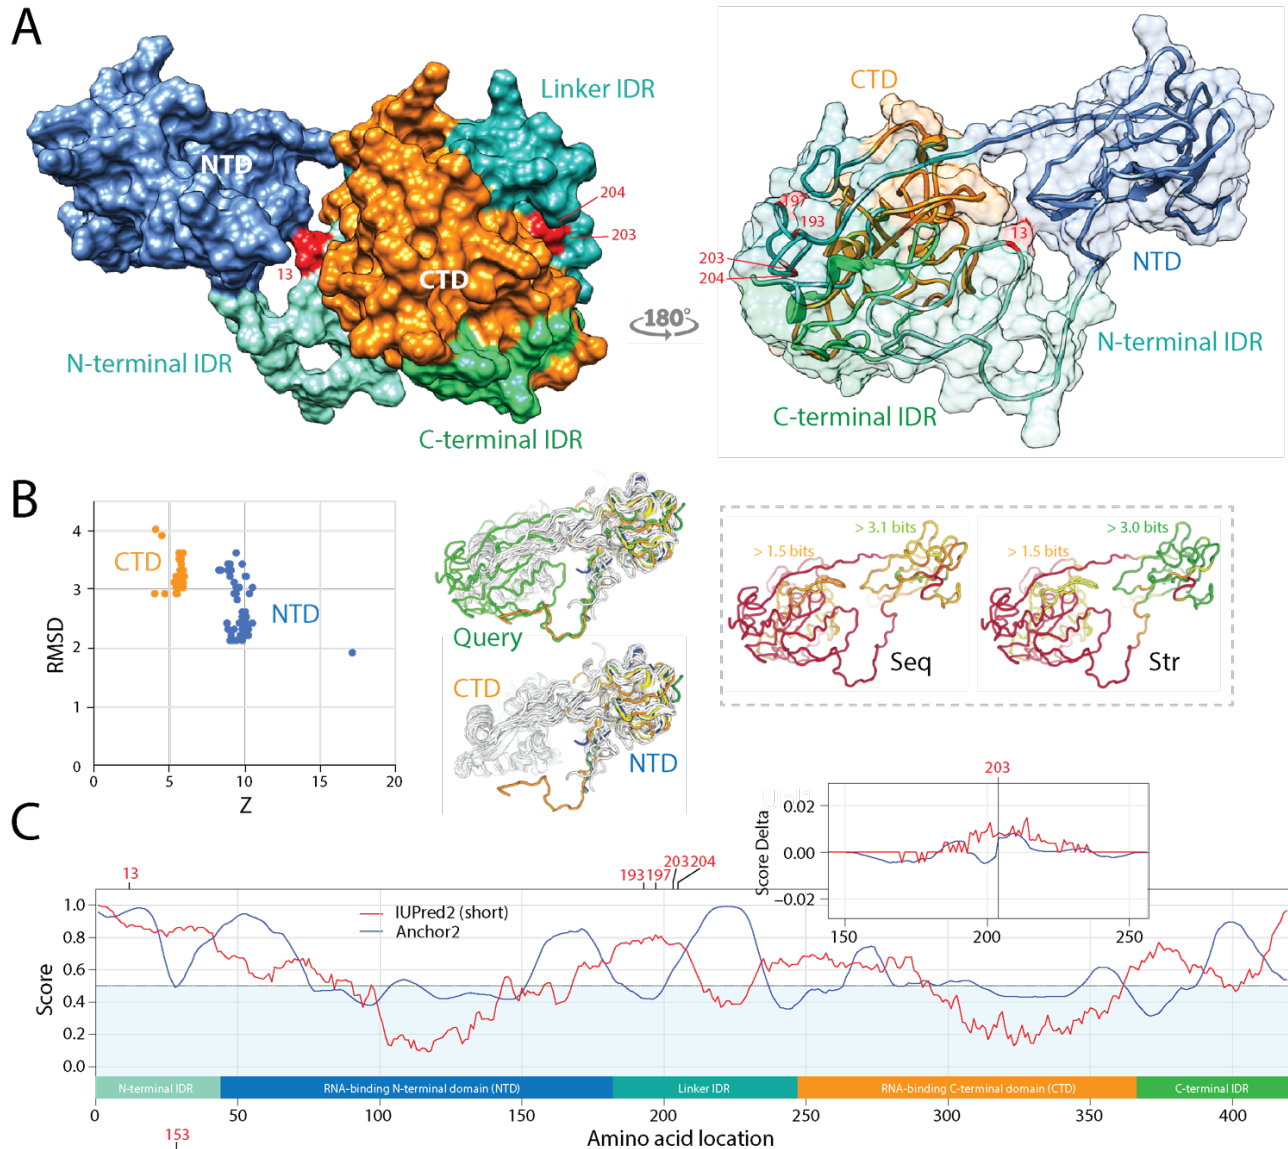 A
NTD
CTD
Linker IDR
204
203
13
N-terminal IDR
C-terminal IDR
180°
CTD
197
193
203
204
13
NTD
N-terminal IDR
C-terminal IDR
B
RMSD
4
3
2
1
0
CTD
NTD
0 5 10 15 20
Z
Query
CTD
NTD
> 1.5 bits
> 3.1 bits
Seq
> 1.5 bits
> 3.0 bits
Str
C
203
Score Delta
0.02
0.00
−0.02
150 200 250
13
193 197 203 204
IUPred2 (short)
Anchor2
Score
1.0
0.8
0.6
0.4
0.2
0.0
N-terminal IDR
RNA-binding N-terminal domain (NTD)
Linker IDR
RNA-binding C-terminal domain (CTD)
C-terminal IDR
0 50 100 150 200 250 300 350 400
Amino acid location
153